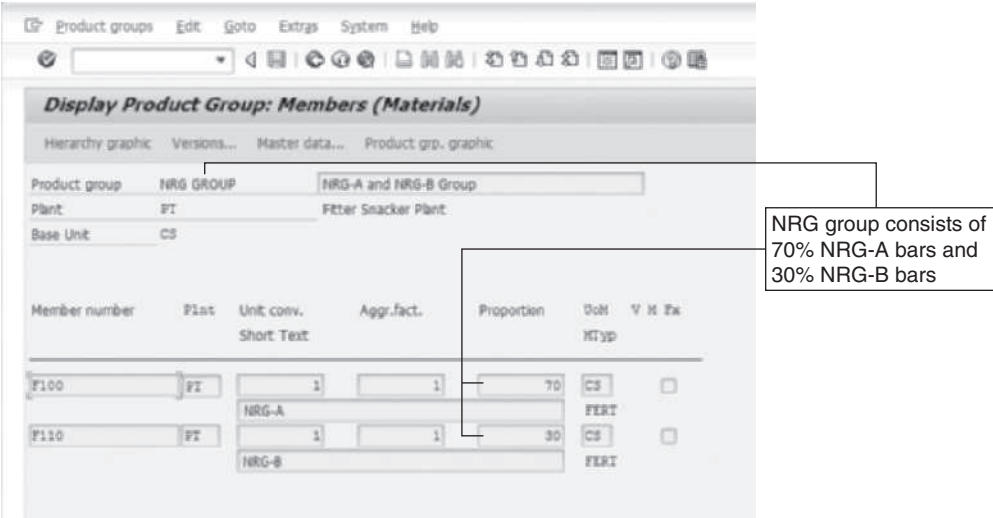 Product groups Edit Goto Extras System Help
Display Product Group: Members (Materials)
Hierarchy graphic Versions... Master data... Product grp. graphic
Product group NRG GROUP NRG-A and NRG-B Group
Plant PT Fitter Snacker Plant
Base Unit CS
NRG group consists of
70% NRG-A bars and
30% NRG-B bars
Member number Plnt Unit conv. Aggr.fact. Proportion UoM V M Fx
Short Text MTyp
F100 PT 1 1 70 CS
NRG-A FERT
F110 PT 1 1 30 CS
NRG-B FERT